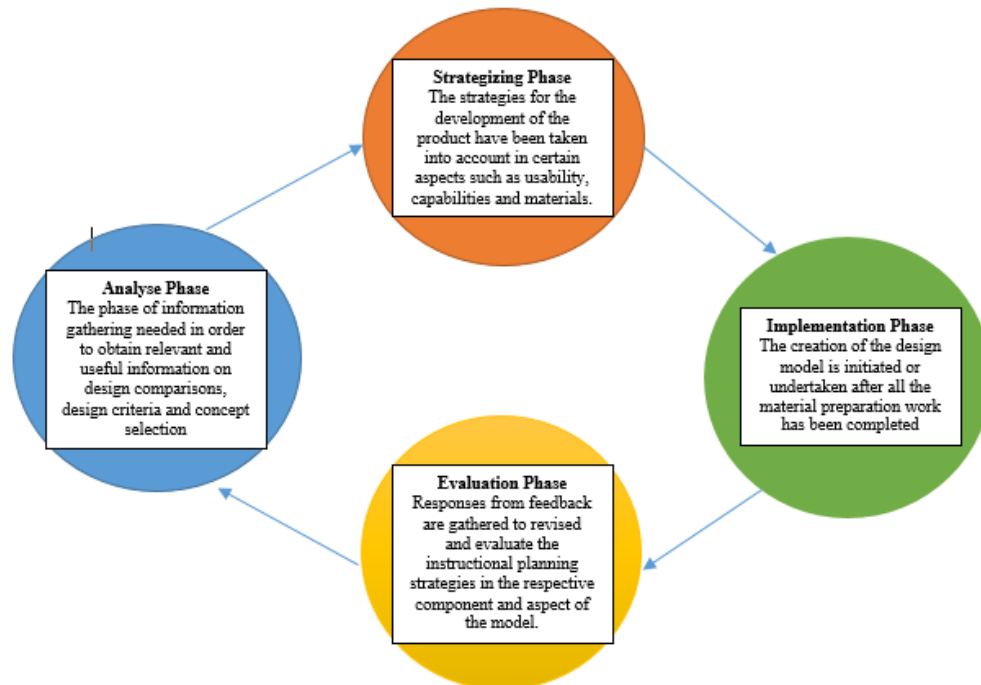 Strategizing Phase
The strategies for the
development of the
product have been taken
into account in certain
aspects such as usability,
capabilities and materials.
Analyse Phase
The phase of information
gathering needed in order
to obtain relevant and
useful information on
design comparisons,
design criteria and concept
selection
Implementation Phase
The creation of the design
model is initiated or
undertaken after all the
material preparation work
has been completed
Evaluation Phase
Responses from feedback
are gathered to revised
and evaluate the
instructional planning
strategies in the respective
component and aspect of
the model.